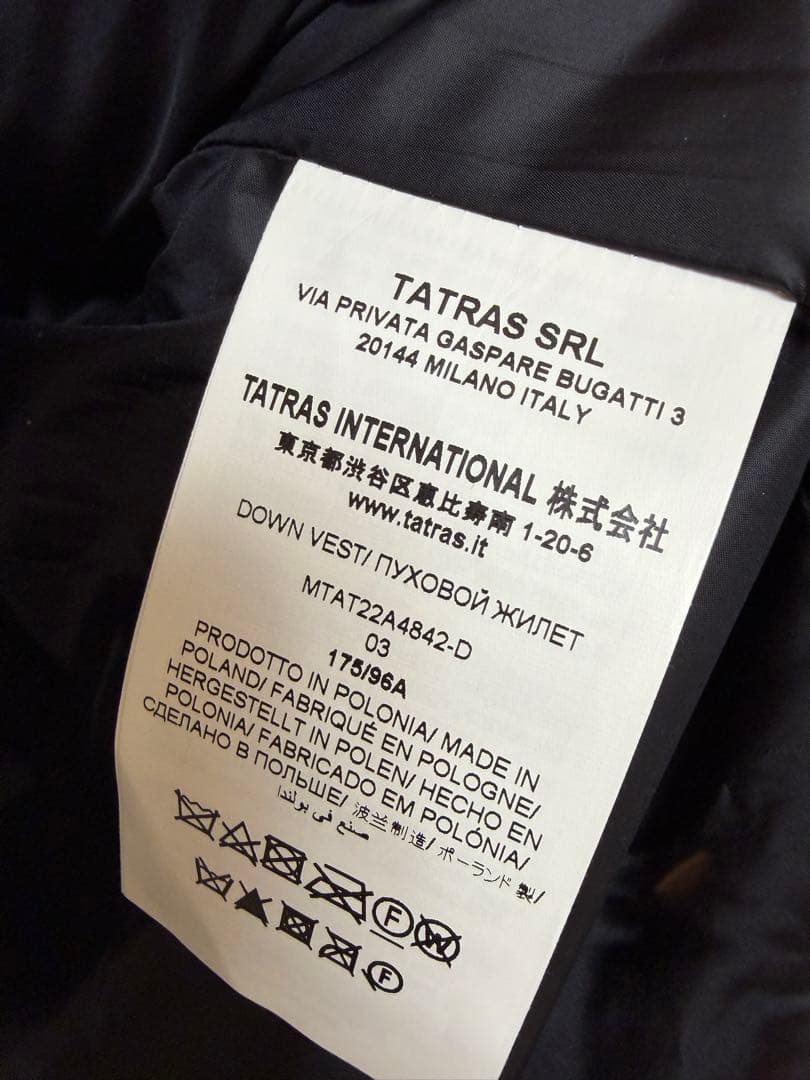 TATRAS SRL
VIA PRIVATA GASPARE BUGATTI 3
20144 MILANO ITALY
TATRAS INTERNATIONAL 株式会社
東京都渋谷区恵比寿南 1-20-6
www.tatras.it
DOWN VEST/ ПУХОВОЙ ЖИЛЕТ
MTAT22A4842-D
03
175/96A
PRODOTTO IN POLONIA/ MADE IN
POLAND/ FABRIQUÉ EN POLOGNE/
HERGESTELLT IN POLEN/ HECHO EN
POLONIA/ FABRICADO EM POLÓNIA/
СДЕЛАНО В ПОЛЬШЕ/ 波兰制造/ ポーランド 製/
صنع في بولندا
F W
F